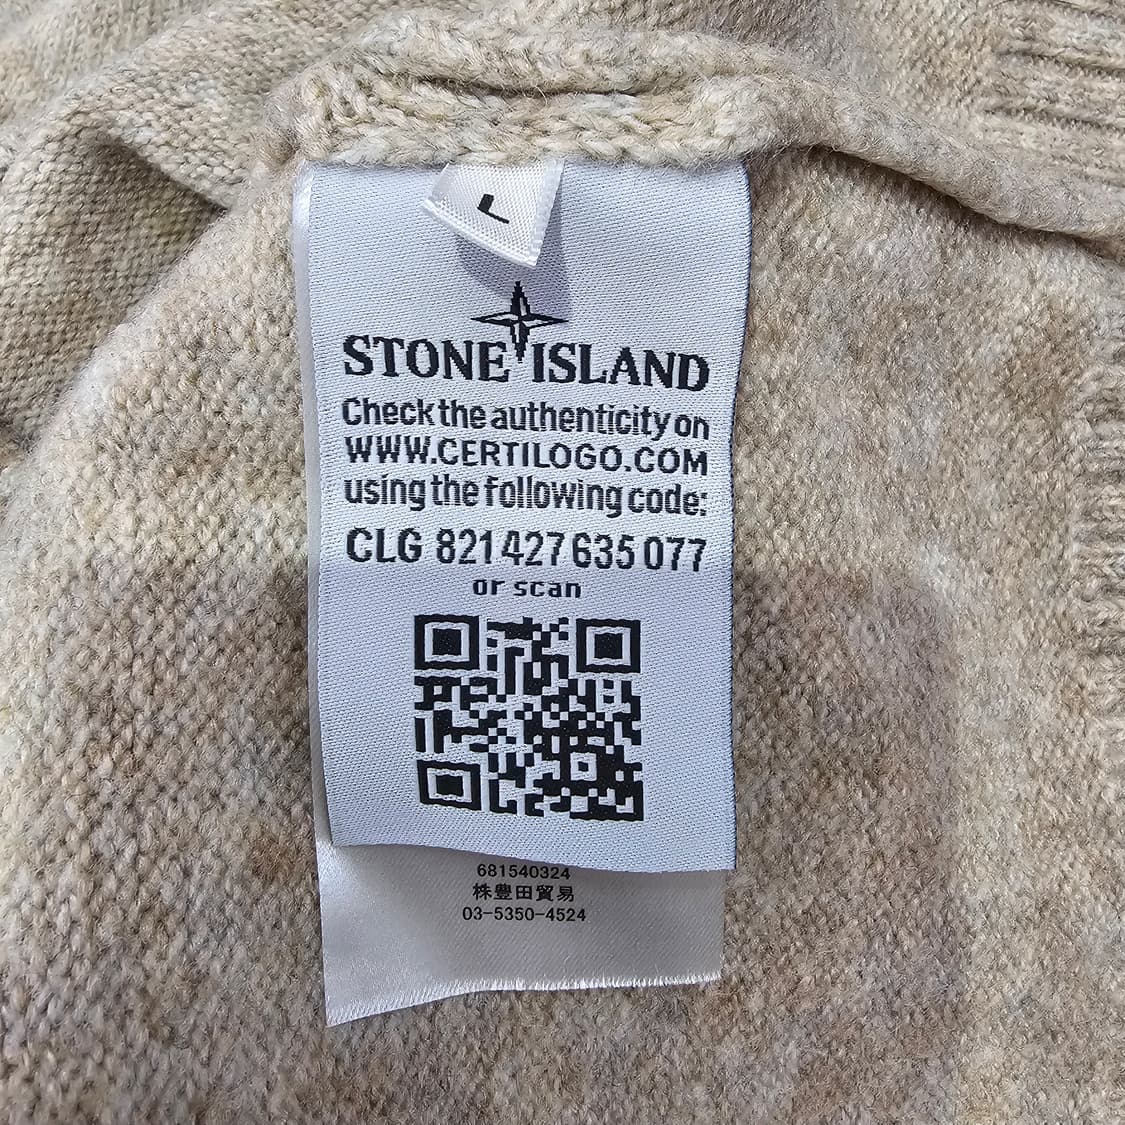 L
STONE ISLAND
Check the authenticity on
WWW.CERTILOGO.COM
using the following code:
CLG 821 427 635 077
or scan
681540324
株豊田貿易
03-5350-4524